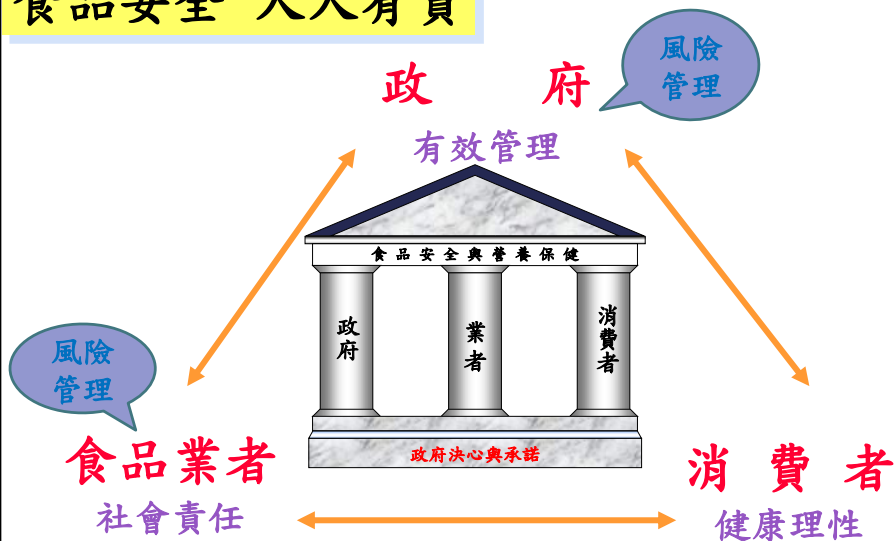 食品安全 人人有責
風險
管理
政 府
有效管理
食品安全與營養保健
政府
業者
消費者
風險
管理
政府決心與承諾
食品業者
社會責任
消費者
健康理性